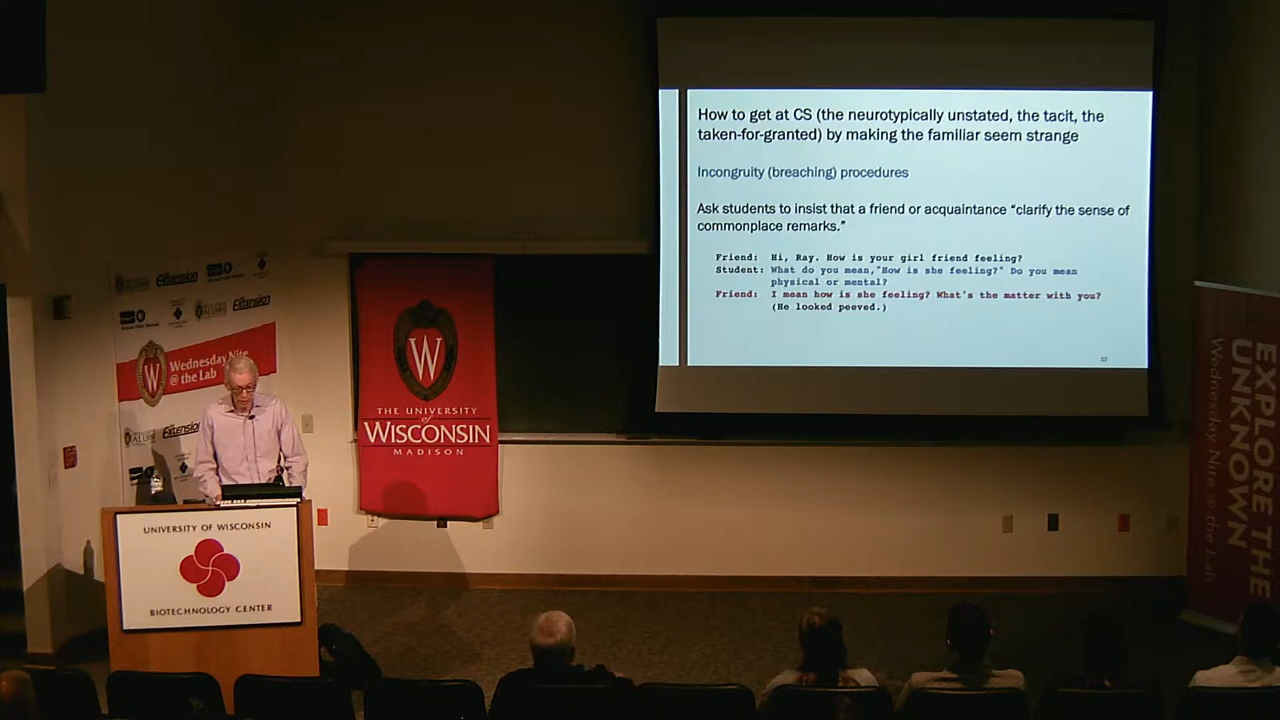 How to get at CS (the neurotypically unstated, the tacit, the
taken-for-granted) by making the familiar seem strange
Incongruity (breaching) procedures
Ask students to insist that a friend or acquaintance “clarify the sense of
commonplace remarks.”
Friend: Hi, Ray. How is your girl friend feeling?
Student: What do you mean,"How is she feeling?" Do you mean
physical or mental?
Friend: I mean how is she feeling? What's the matter with you?
(He looked peeved.)
Extension
Extension
Wednesday Nite
@ the Lab
Extension
W
W
THE UNIVERSITY
of
WISCONSIN
MADISON
UNIVERSITY OF WISCONSIN
BIOTECHNOLOGY CENTER
EXPLORE THE
UNKNOWN
Wednesday Nite @ the Lab